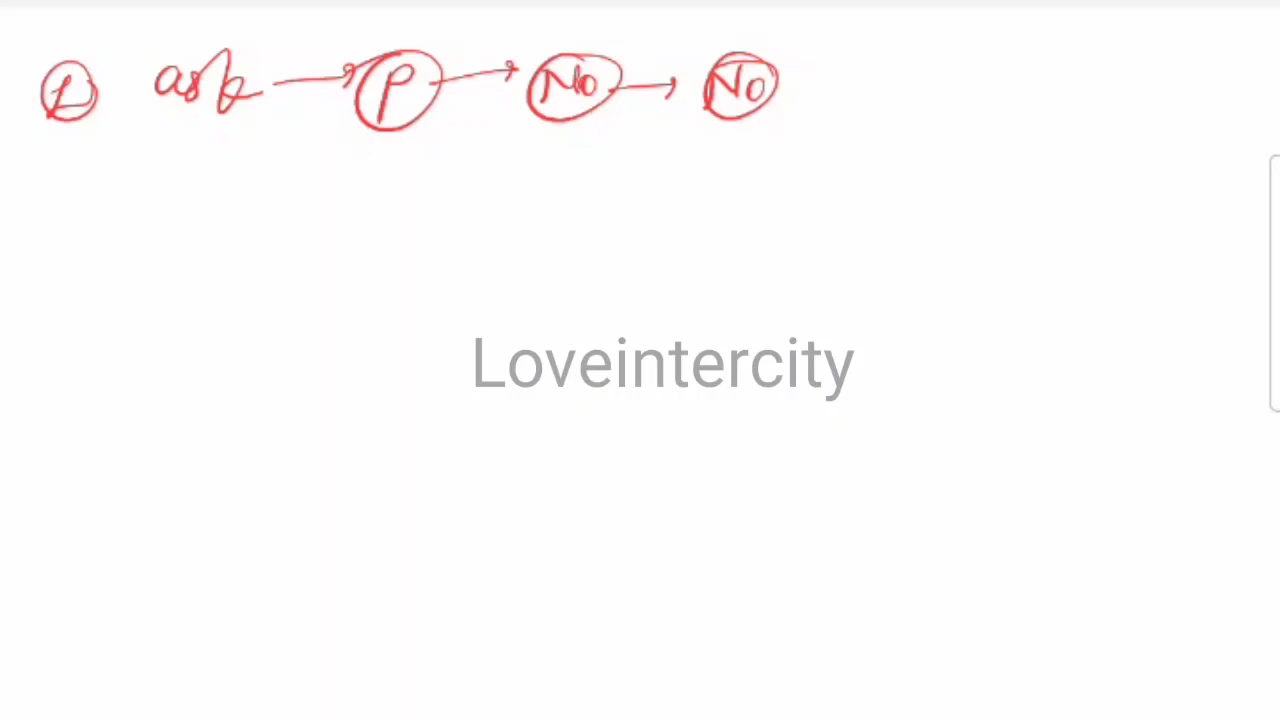 ① ask → P → No → No
Loveintercity